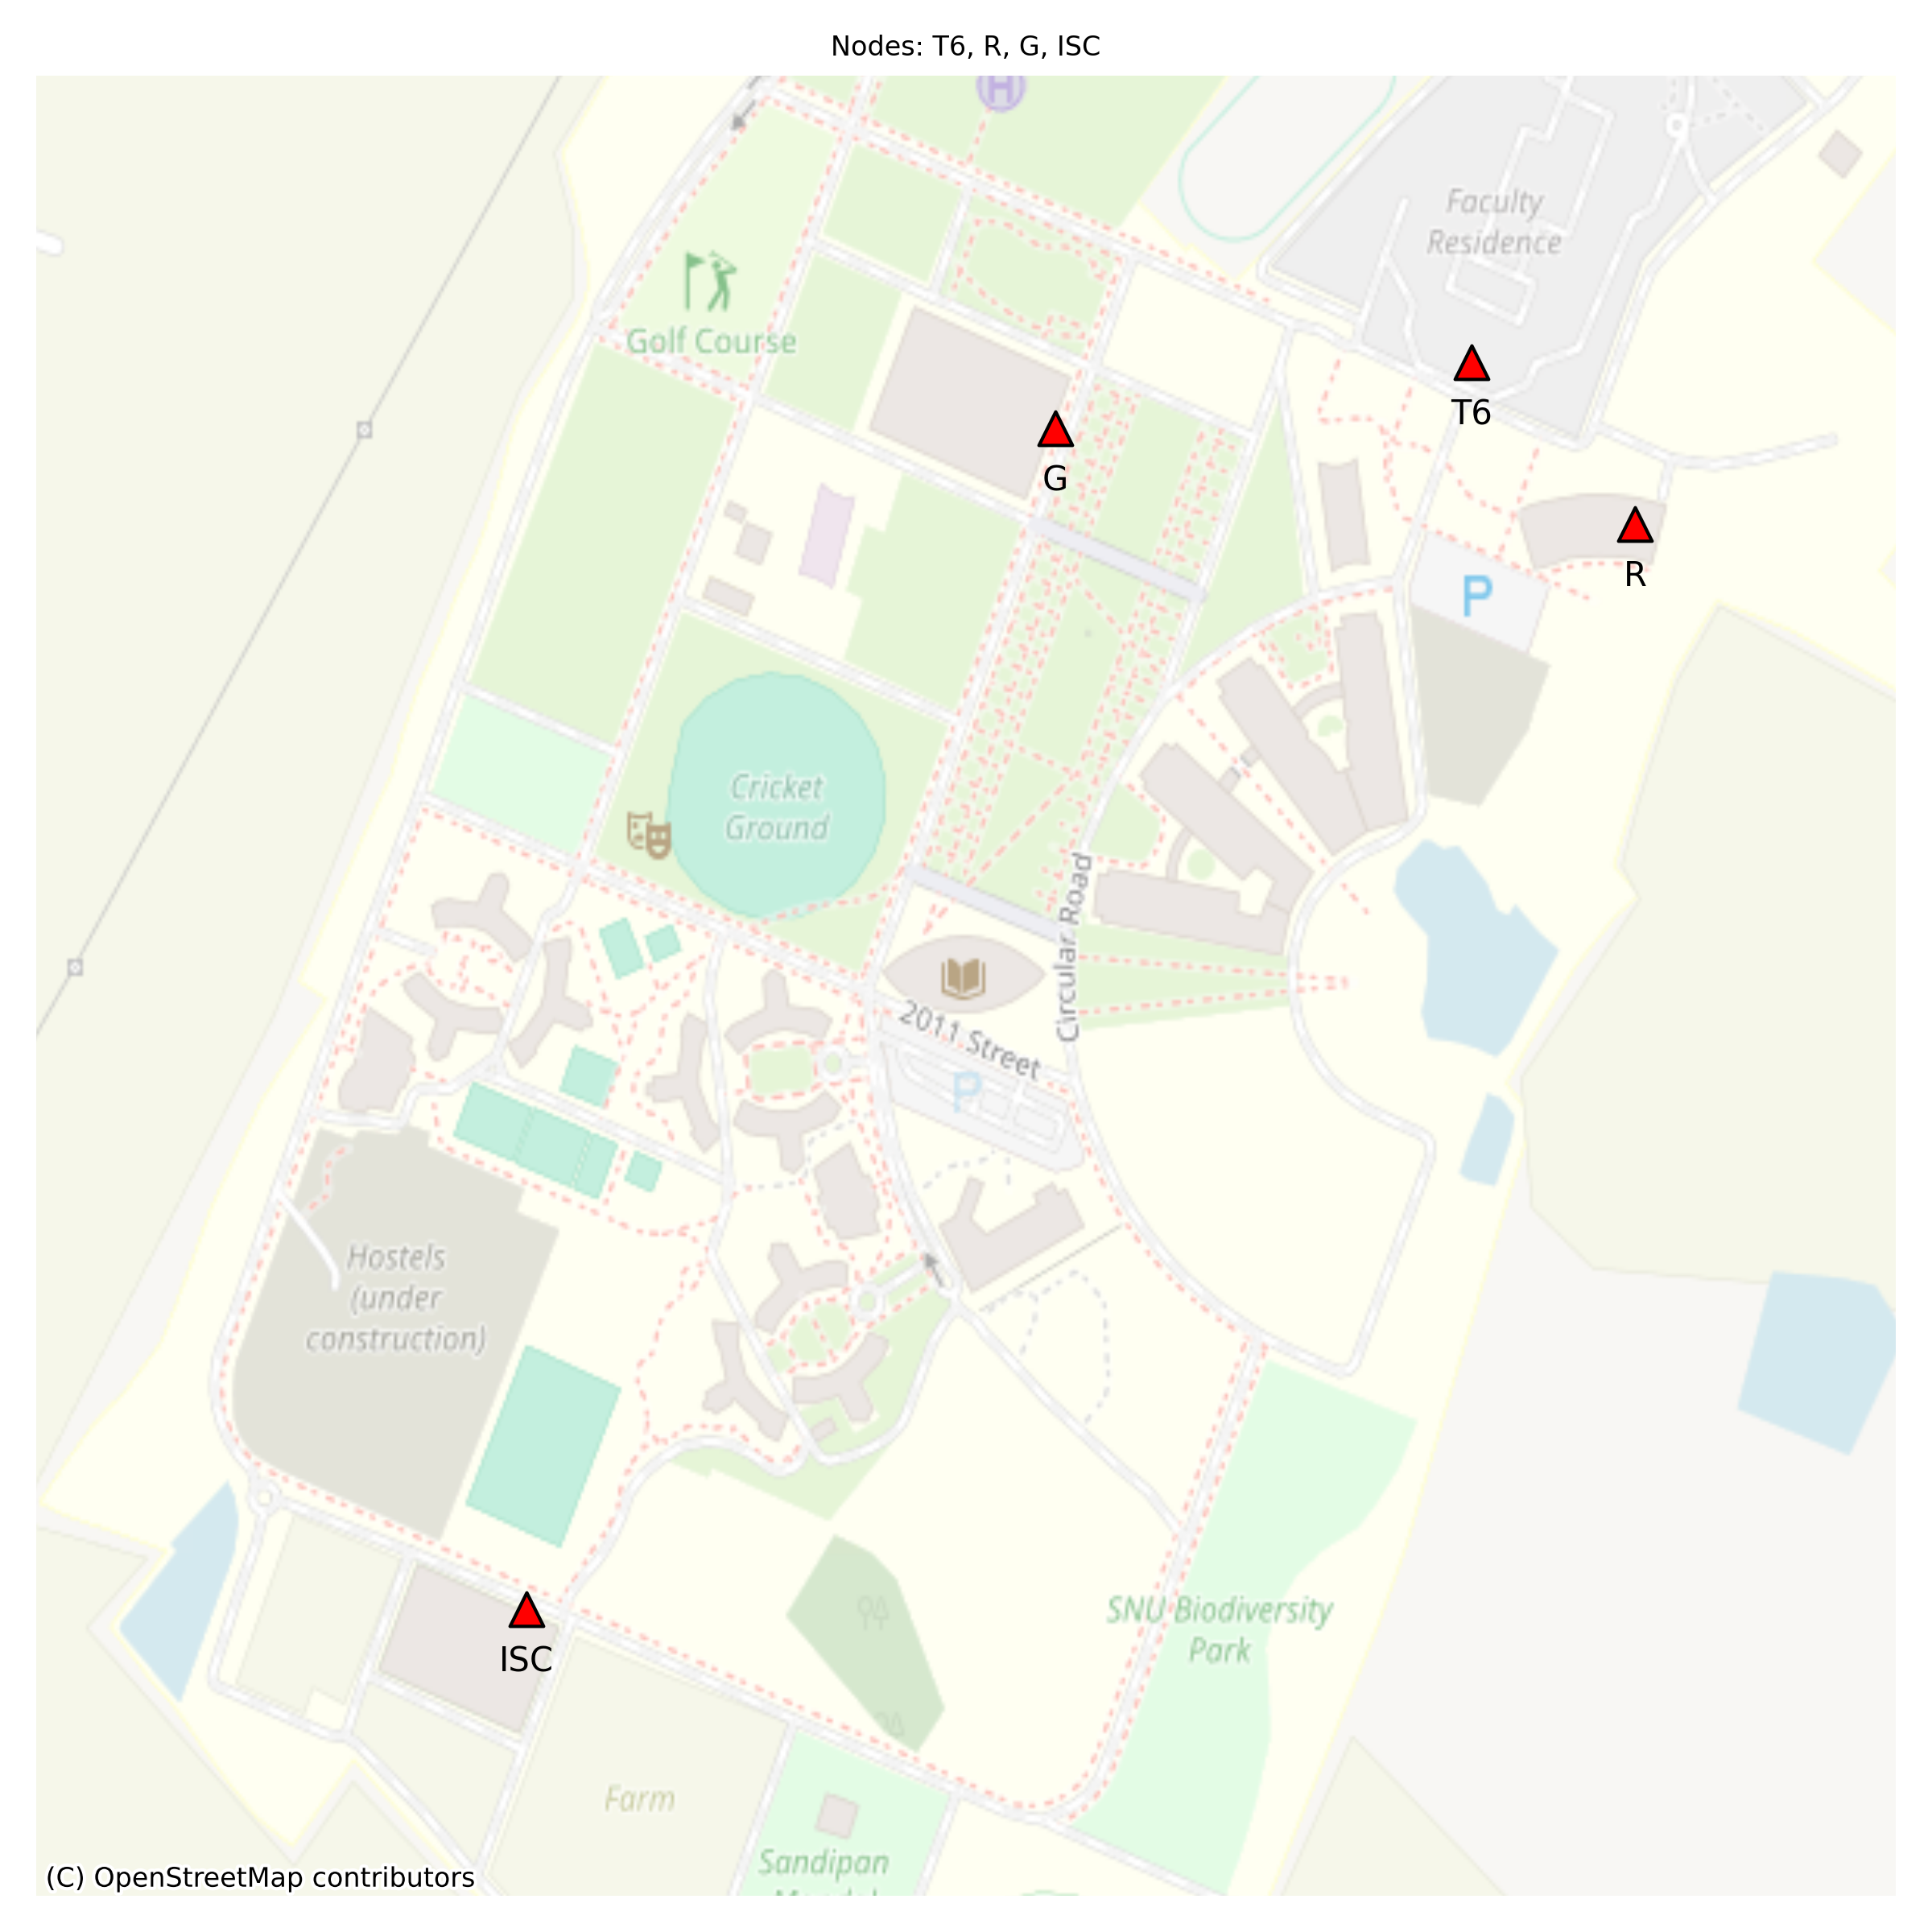 Nodes: T6, R, G, ISC
H
Faculty
Residence
Golf Course
T6
G
R
P
Cricket
Ground
Circular Road
2011 Street
P
Hostels
(under
construction)
SNU Biodiversity
Park
ISC
Farm
Sandipan
(C) OpenStreetMap contributors